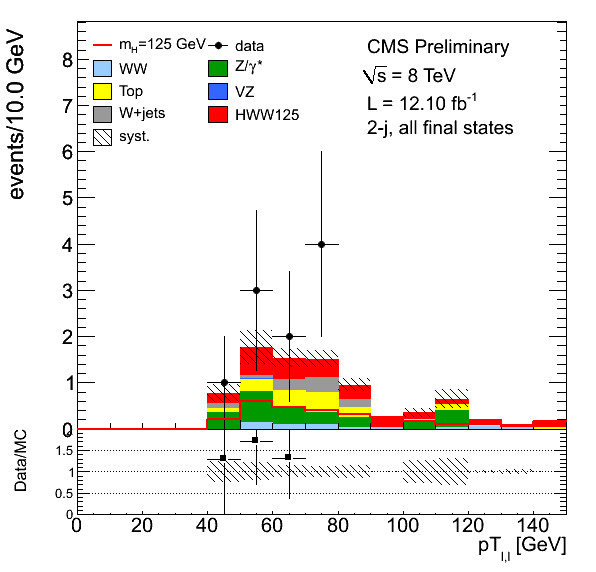 m_H=125 GeV
data
WW
Z/γ*
Top
VZ
W+jets
HWW125
syst.
CMS Preliminary
√s = 8 TeV
L = 12.10 fb⁻¹
2-j, all final states
events/10.0 GeV
8
7
6
5
4
3
2
1
0
Data/MC
2
1.5
1
0.5
0
0 20 40 60 80 100 120 140
pT_l,l [GeV]